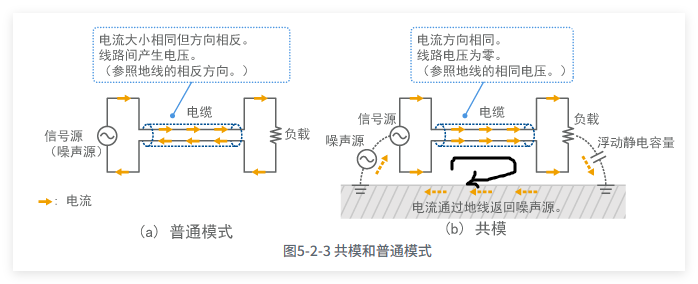 电流大小相同但方向相反。
线路间产生电压。
（参照地线的相反方向。）
电缆
信号源
（噪声源）
负载
：电流
（a）普通模式
电流方向相同。
线路电压为零。
（参照地线的相同电压。）
信号源
电缆
负载
噪声源
浮动静电容量
电流通过地线返回噪声源。
（b）共模
图5-2-3 共模和普通模式